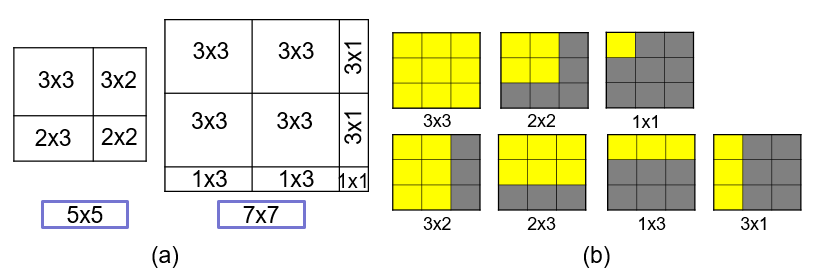 3x3 3x2
2x3 2x2
5x5
3x3 3x3 3x1
3x3 3x3 3x1
1x3 1x3 1x1
7x7
(a)
3x3 2x2 1x1
3x2 2x3 1x3 3x1
(b)